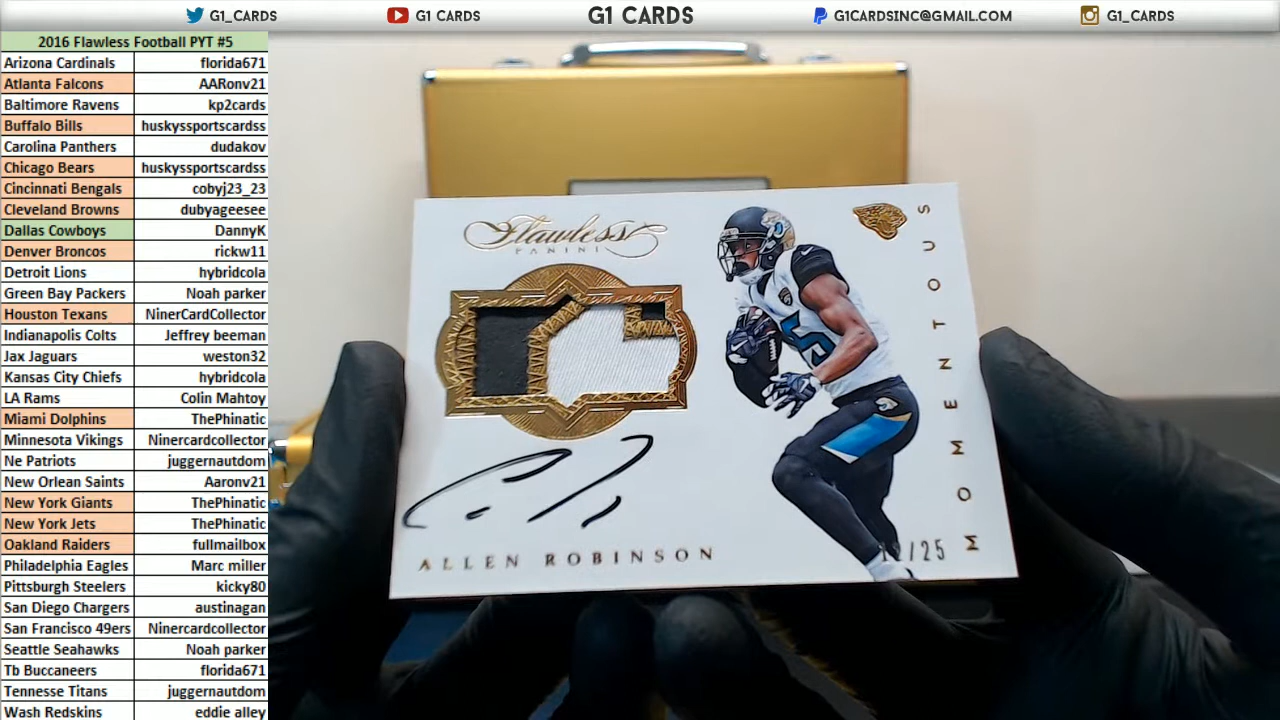 G1_CARDS G1 CARDS G1 CARDS G1CARDSINC@GMAIL.COM G1_CARDS
2016 Flawless Football PYT #5
Arizona Cardinals florida671
Atlanta Falcons AARonv21
Baltimore Ravens kp2cards
Buffalo Bills huskyssportscardss
Carolina Panthers dudakov
Chicago Bears huskyssportscardss
Cincinnati Bengals cobyj23_23
Cleveland Browns dubyageesee
Dallas Cowboys DannyK
Denver Broncos rickw11
Detroit Lions hybridcola
Green Bay Packers Noah parker
Houston Texans NinerCardCollector
Indianapolis Colts Jeffrey beeman
Jax Jaguars weston32
Kansas City Chiefs hybridcola
LA Rams Colin Mahtoy
Miami Dolphins ThePhinatic
Minnesota Vikings Ninercardcollector
Ne Patriots juggernautdom
New Orlean Saints Aaronv21
New York Giants ThePhinatic
New York Jets ThePhinatic
Oakland Raiders fullmailbox
Philadelphia Eagles Marc miller
Pittsburgh Steelers kicky80
San Diego Chargers austinagan
San Francisco 49ers Ninercardcollector
Seattle Seahawks Noah parker
Tb Buccaneers florida671
Tennesse Titans juggernautdom
Wash Redskins eddie alley
Flawless
PANINI
ALLEN ROBINSON
/25
MOMENTOUS